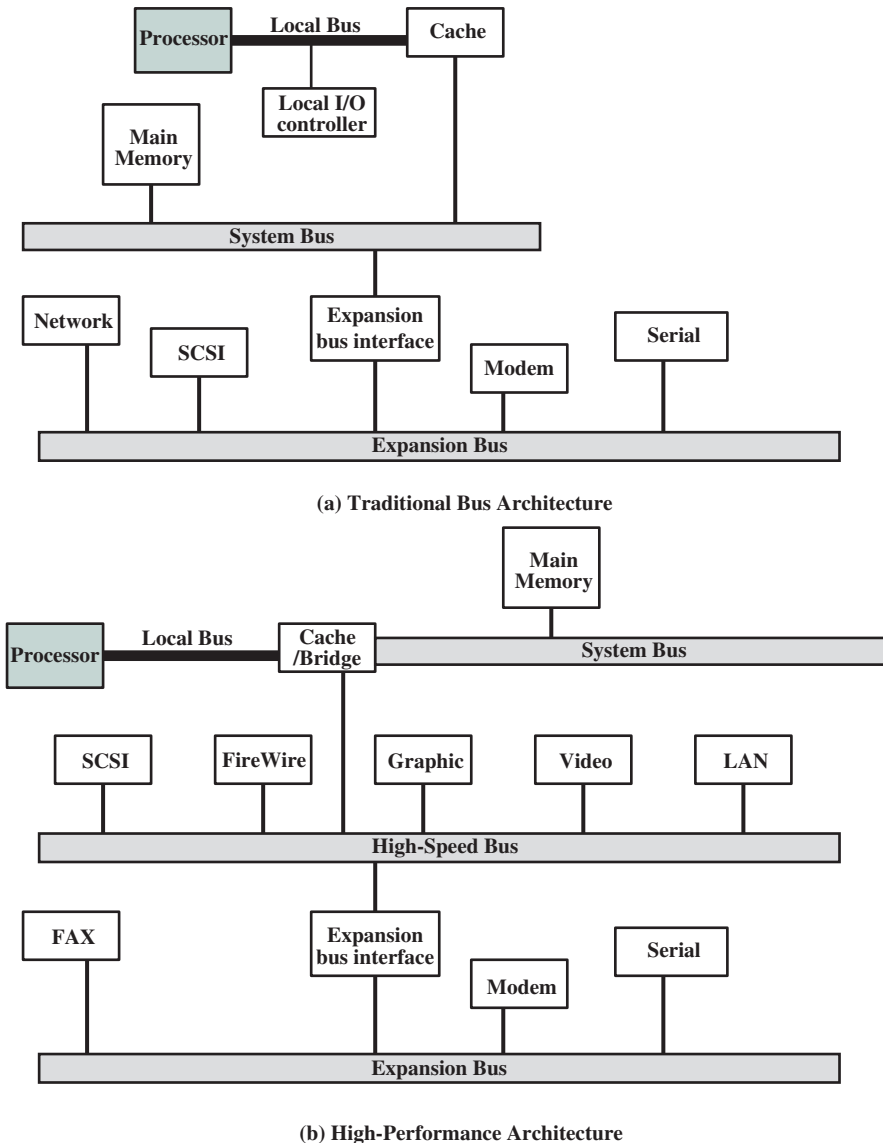 Local Bus
Processor
Cache
Local I/O
controller
Main
Memory
System Bus
Network
SCSI
Expansion
bus interface
Modem
Serial
Expansion Bus
(a) Traditional Bus Architecture
Main
Memory
Processor
Local Bus
Cache
/Bridge
System Bus
SCSI
FireWire
Graphic
Video
LAN
High-Speed Bus
FAX
Expansion
bus interface
Modem
Serial
Expansion Bus
(b) High-Performance Architecture